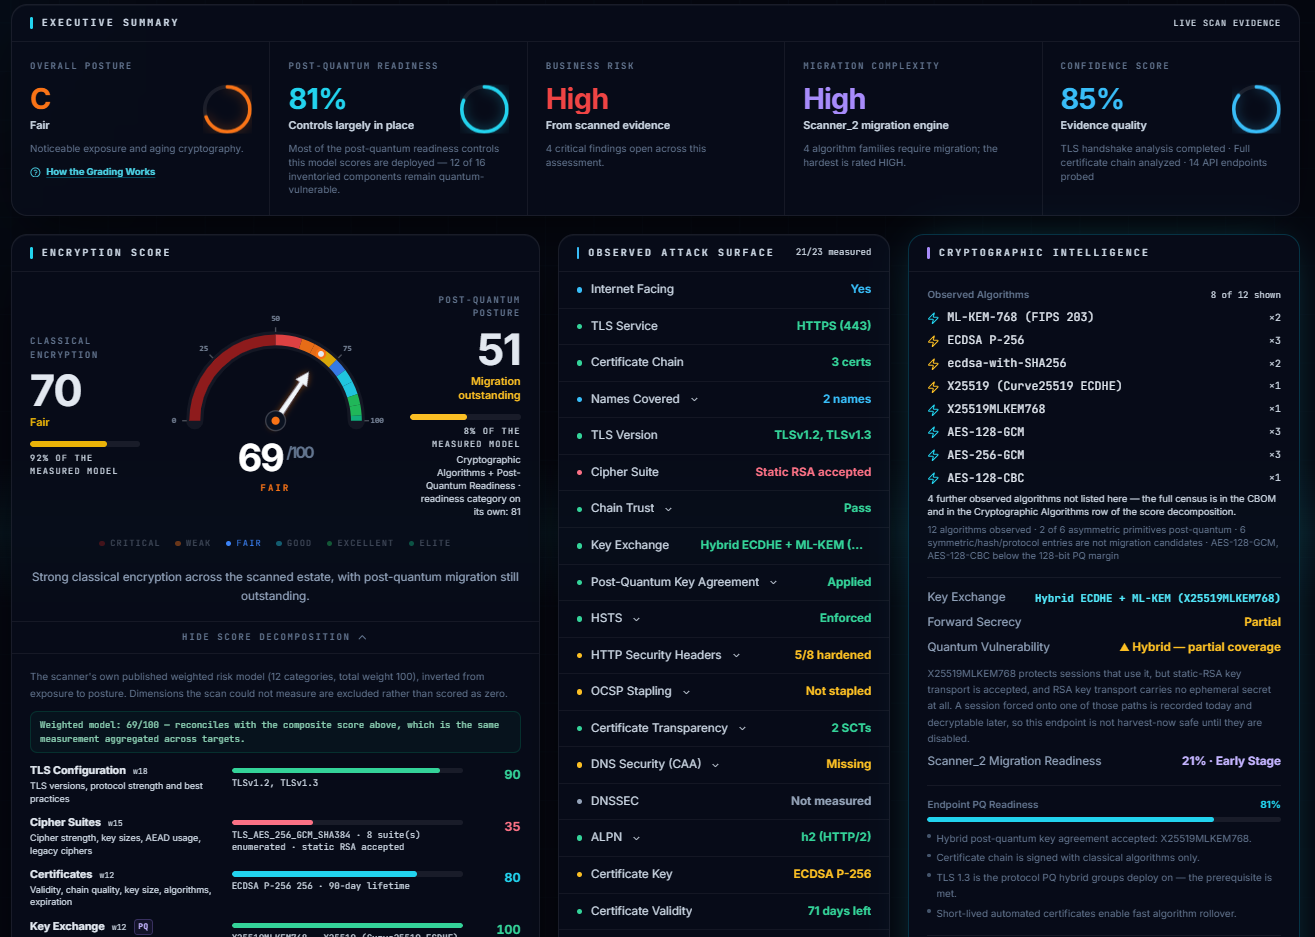 EXECUTIVE SUMMARY
LIVE SCAN EVIDENCE
OVERALL POSTURE
C
Fair
Noticeable exposure and aging cryptography.
How the Grading Works
POST-QUANTUM READINESS
81%
Controls largely in place
Most of the post-quantum readiness controls
this model scores are deployed — 12 of 16
inventoried components remain quantum-
vulnerable.
BUSINESS RISK
High
From scanned evidence
4 critical findings open across this
assessment.
MIGRATION COMPLEXITY
High
Scanner_2 migration engine
4 algorithm families require migration; the
hardest is rated HIGH.
CONFIDENCE SCORE
85%
Evidence quality
TLS handshake analysis completed · Full
certificate chain analyzed · 14 API endpoints
probed
ENCRYPTION SCORE
CLASSICAL
ENCRYPTION
70
Fair
92% OF THE
MEASURED MODEL
0
25
50
75
100
69/100
FAIR
POST-QUANTUM
POSTURE
51
Migration
outstanding
8% OF THE
MEASURED MODEL
Cryptographic
Algorithms + Post-
Quantum Readiness ·
readiness category on
its own: 81
CRITICAL WEAK FAIR GOOD EXCELLENT ELITE
Strong classical encryption across the scanned estate, with post-quantum migration still
outstanding.
HIDE SCORE DECOMPOSITION
The scanner's own published weighted risk model (12 categories, total weight 100), inverted from
exposure to posture. Dimensions the scan could not measure are excluded rather than scored as zero.
Weighted model: 69/100 — reconciles with the composite score above, which is the same
measurement aggregated across targets.
TLS Configuration w18
TLS versions, protocol strength and best
practices
TLSv1.2, TLSv1.3
90
Cipher Suites w15
Cipher strength, key sizes, AEAD usage,
legacy ciphers
TLS_AES_256_GCM_SHA384 · 8 suite(s)
enumerated · static RSA accepted
35
Certificates w12
Validity, chain quality, key size, algorithms,
expiration
ECDSA P-256 256 · 90-day lifetime
80
Key Exchange w12 PQ
X25519MLKEM768 X25519 (Curve25519 ECDHE)
100
OBSERVED ATTACK SURFACE
21/23 measured
Internet Facing Yes
TLS Service HTTPS (443)
Certificate Chain 3 certs
Names Covered 2 names
TLS Version TLSv1.2, TLSv1.3
Cipher Suite Static RSA accepted
Chain Trust Pass
Key Exchange Hybrid ECDHE + ML-KEM (...
Post-Quantum Key Agreement Applied
HSTS Enforced
HTTP Security Headers 5/8 hardened
OCSP Stapling Not stapled
Certificate Transparency 2 SCTs
DNS Security (CAA) Missing
DNSSEC Not measured
ALPN h2 (HTTP/2)
Certificate Key ECDSA P-256
Certificate Validity 71 days left
CRYPTOGRAPHIC INTELLIGENCE
Observed Algorithms 8 of 12 shown
ML-KEM-768 (FIPS 203) ×2
ECDSA P-256 ×3
ecdsa-with-SHA256 ×2
X25519 (Curve25519 ECDHE) ×1
X25519MLKEM768 ×1
AES-128-GCM ×3
AES-256-GCM ×3
AES-128-CBC ×1
4 further observed algorithms not listed here — the full census is in the CBOM
and in the Cryptographic Algorithms row of the score decomposition.
12 algorithms observed · 2 of 6 asymmetric primitives post-quantum · 6
symmetric/hash/protocol entries are not migration candidates · AES-128-GCM,
AES-128-CBC below the 128-bit PQ margin
Key Exchange Hybrid ECDHE + ML-KEM (X25519MLKEM768)
Forward Secrecy Partial
Quantum Vulnerability ▲ Hybrid — partial coverage
X25519MLKEM768 protects sessions that use it, but static-RSA key
transport is accepted, and RSA key transport carries no ephemeral secret
at all. A session forced onto one of those paths is recorded today and
decryptable later, so this endpoint is not harvest-now safe until they are
disabled.
Scanner_2 Migration Readiness 21% · Early Stage
Endpoint PQ Readiness 81%
Hybrid post-quantum key agreement accepted: X25519MLKEM768.
Certificate chain is signed with classical algorithms only.
TLS 1.3 is the protocol PQ hybrid groups deploy on — the prerequisite is
met.
Short-lived automated certificates enable fast algorithm rollover.